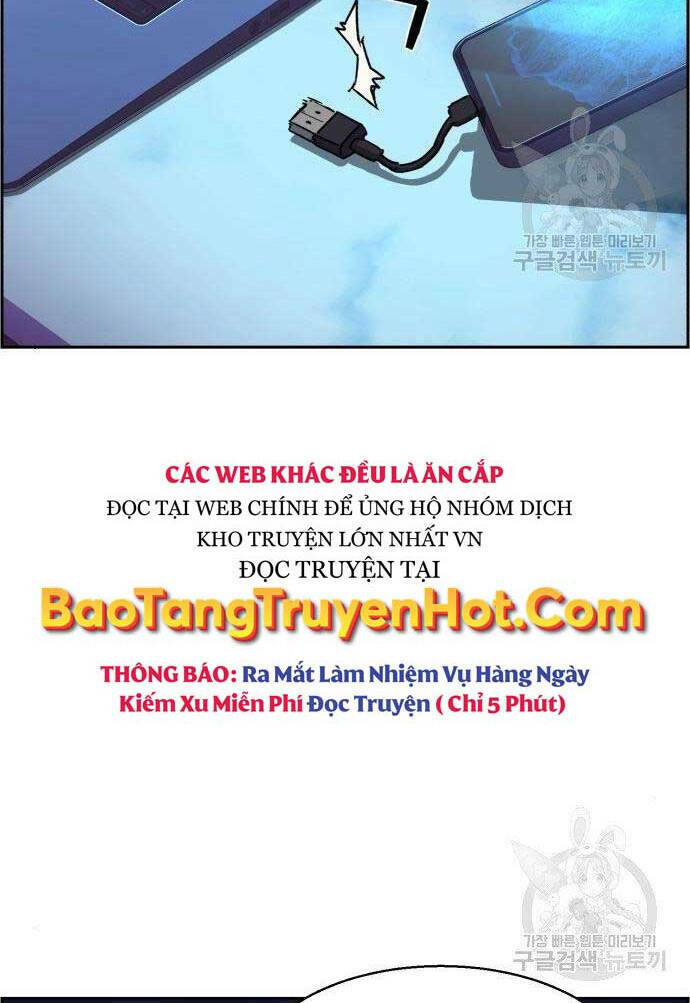 가장 빠른 웹툰 미리보기
구글검색 뉴토끼
CÁC WEB KHÁC ĐỀU LÀ ĂN CẮP
ĐỌC TẠI WEB CHÍNH ĐỂ ỦNG HỘ NHÓM DỊCH
KHO TRUYỆN LỚN NHẤT VN
ĐỌC TRUYỆN TẠI
BaoTangTruyenHot.Com
THÔNG BÁO: Ra Mắt Làm Nhiệm Vụ Hàng Ngày
Kiếm Xu Miễn Phí Đọc Truyện ( Chỉ 5 Phút)
가장 빠른 웹툰 미리보기
구글검색 뉴토끼